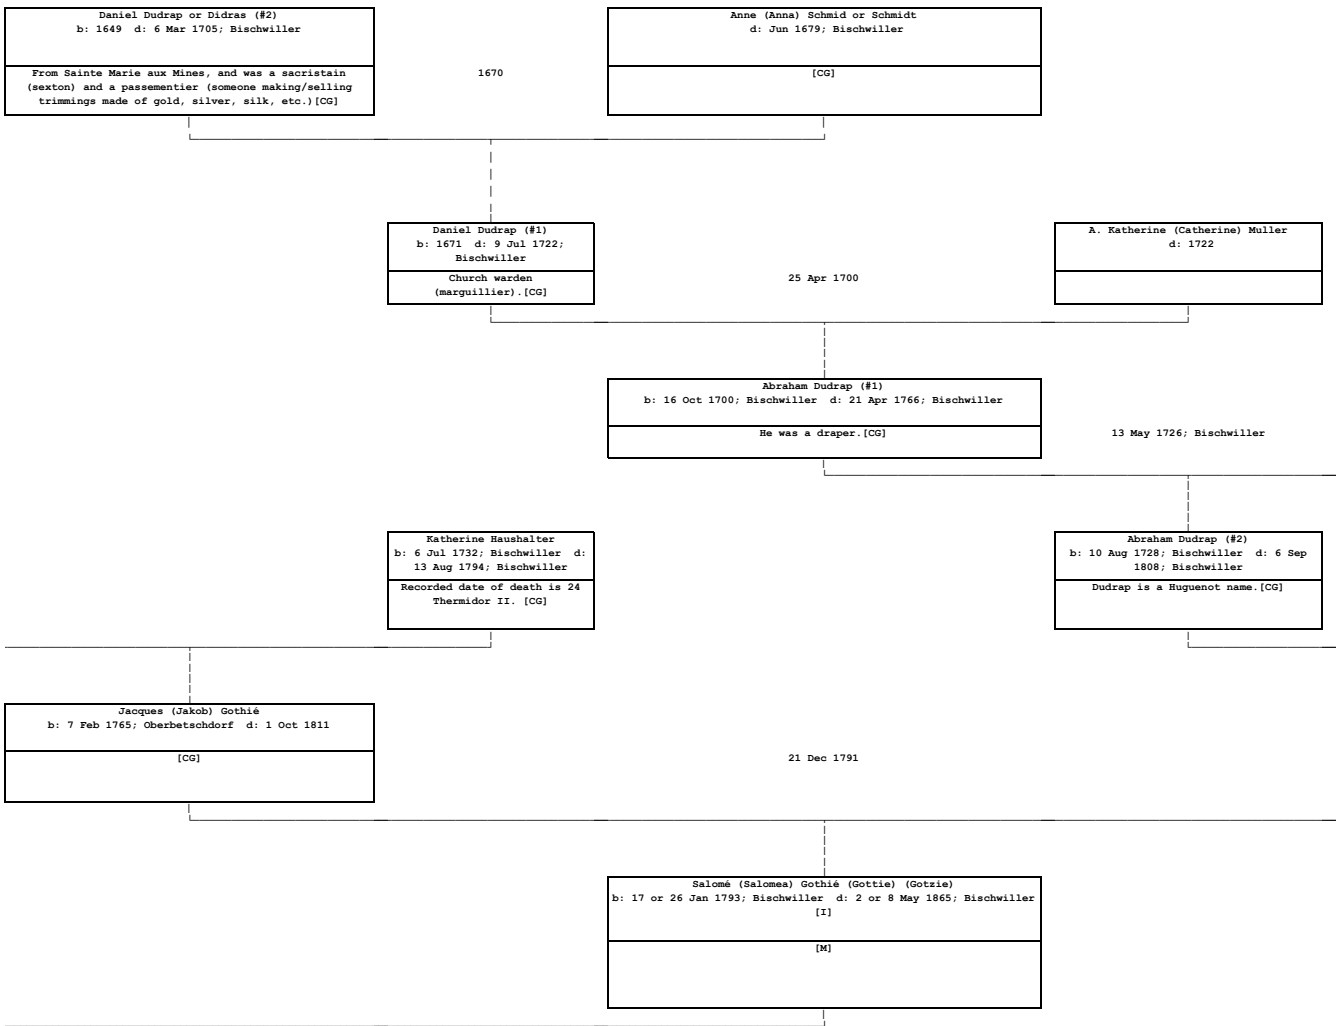 Daniel Dudrap or Didras (#2)
b: 1649 d: 6 Mar 1705; Bischwiller
From Sainte Marie aux Mines, and was a sacristain
(sexton) and a passementier (someone making/selling
trimmings made of gold, silver, silk, etc.)[CG]
1670
Anne (Anna) Schmid or Schmidt
d: Jun 1679; Bischwiller
[CG]
Daniel Dudrap (#1)
b: 1671 d: 9 Jul 1722;
Bischwiller
Church warden
(marguillier).[CG]
25 Apr 1700
A. Katherine (Catherine) Muller
d: 1722
Abraham Dudrap (#1)
b: 16 Oct 1700; Bischwiller d: 21 Apr 1766; Bischwiller
He was a draper.[CG]
13 May 1726; Bischwiller
Katherine Haushalter
b: 6 Jul 1732; Bischwiller d:
13 Aug 1794; Bischwiller
Recorded date of death is 24
Thermidor II. [CG]
Abraham Dudrap (#2)
b: 10 Aug 1728; Bischwiller d: 6 Sep
1808; Bischwiller
Dudrap is a Huguenot name.[CG]
Jacques (Jakob) Gothié
b: 7 Feb 1765; Oberbetschdorf d: 1 Oct 1811
[CG]
21 Dec 1791
Salomé (Salomea) Gothié (Gottie) (Gotzie)
b: 17 or 26 Jan 1793; Bischwiller d: 2 or 8 May 1865; Bischwiller
[I]
[M]